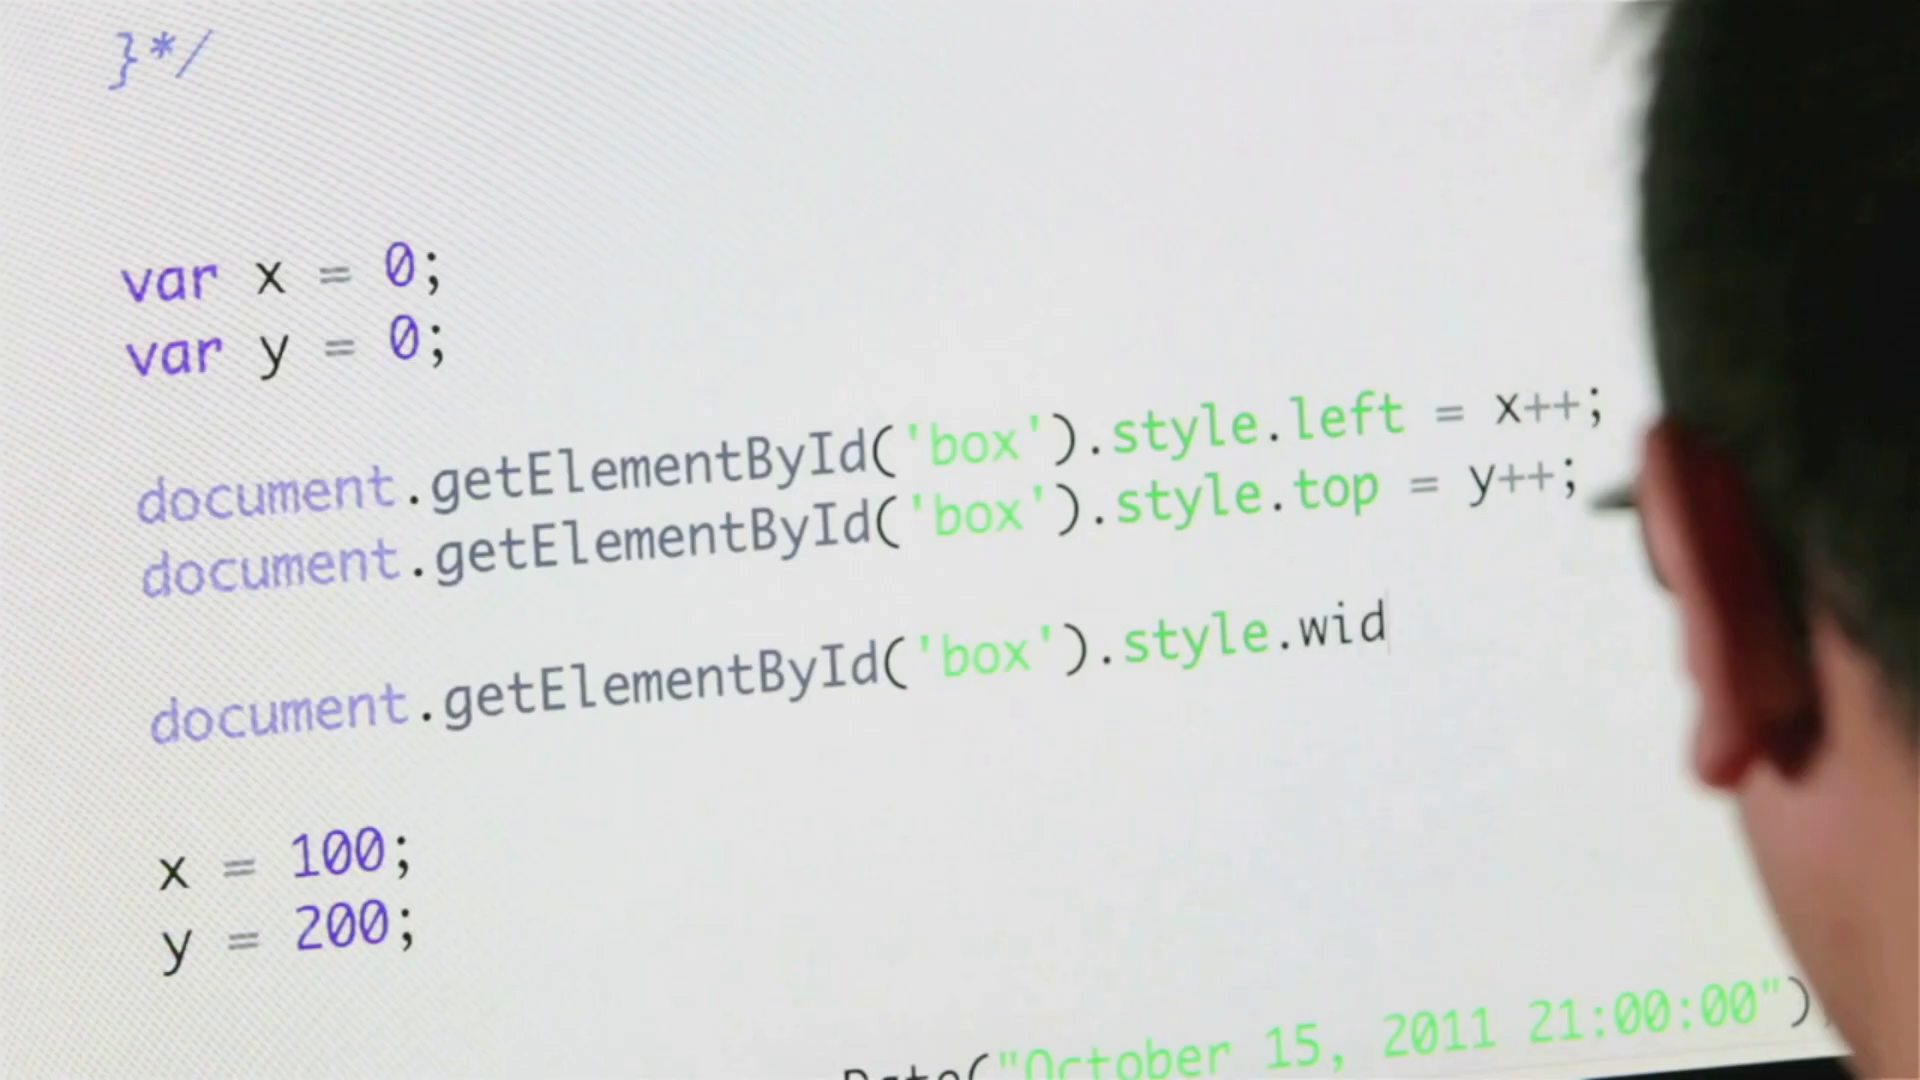 }*/
var x = 0;
var y = 0;
document.getElementById('box').style.left = x++;
document.getElementById('box').style.top = y++;
document.getElementById('box').style.wid
x = 100;
y = 200;
Date("October 15, 2011 21:00:00")